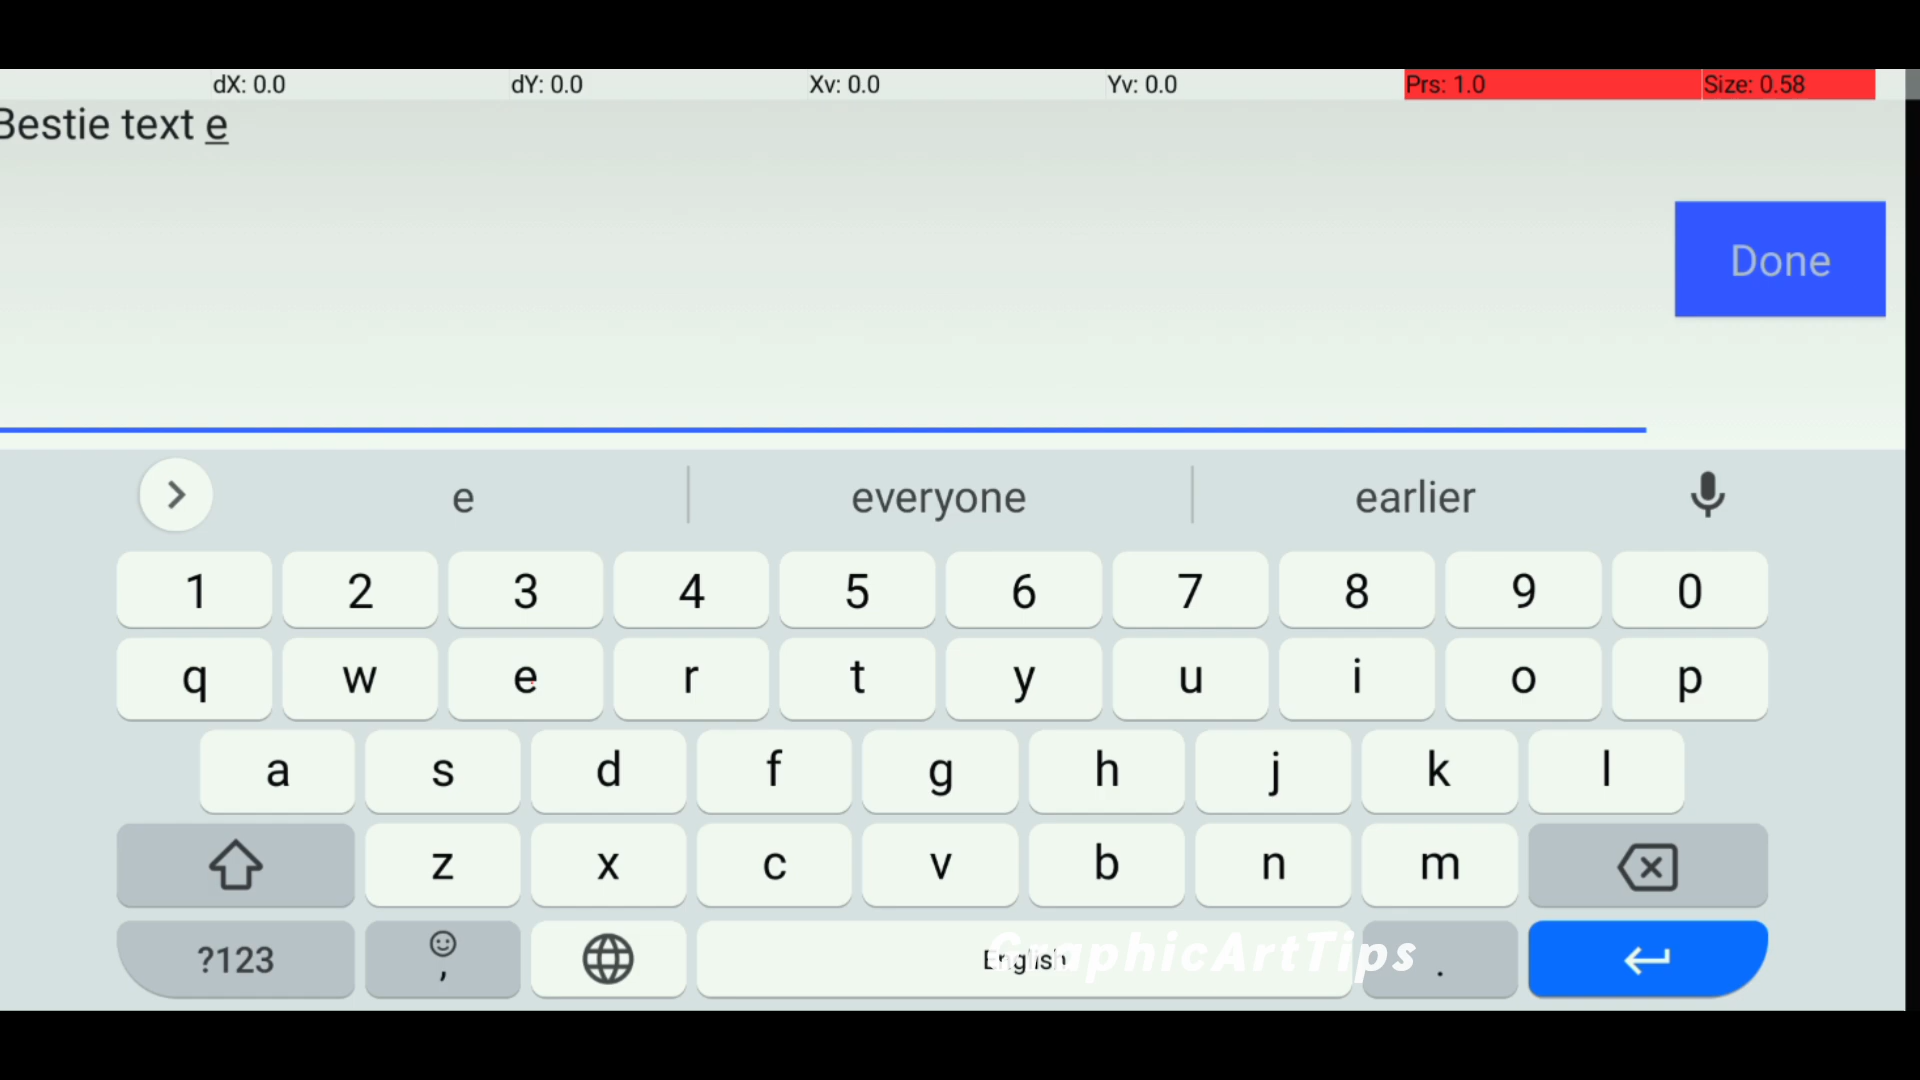 dX: 0.0 dY: 0.0 Xv: 0.0 Yv: 0.0 Prs: 1.0 Size: 0.58
Bestie text e
Done
e everyone earlier
1 2 3 4 5 6 7 8 9 0
q w e r t y u i o p
a s d f g h j k l
z x c v b n m
?123 , English .
GraphicArtTips